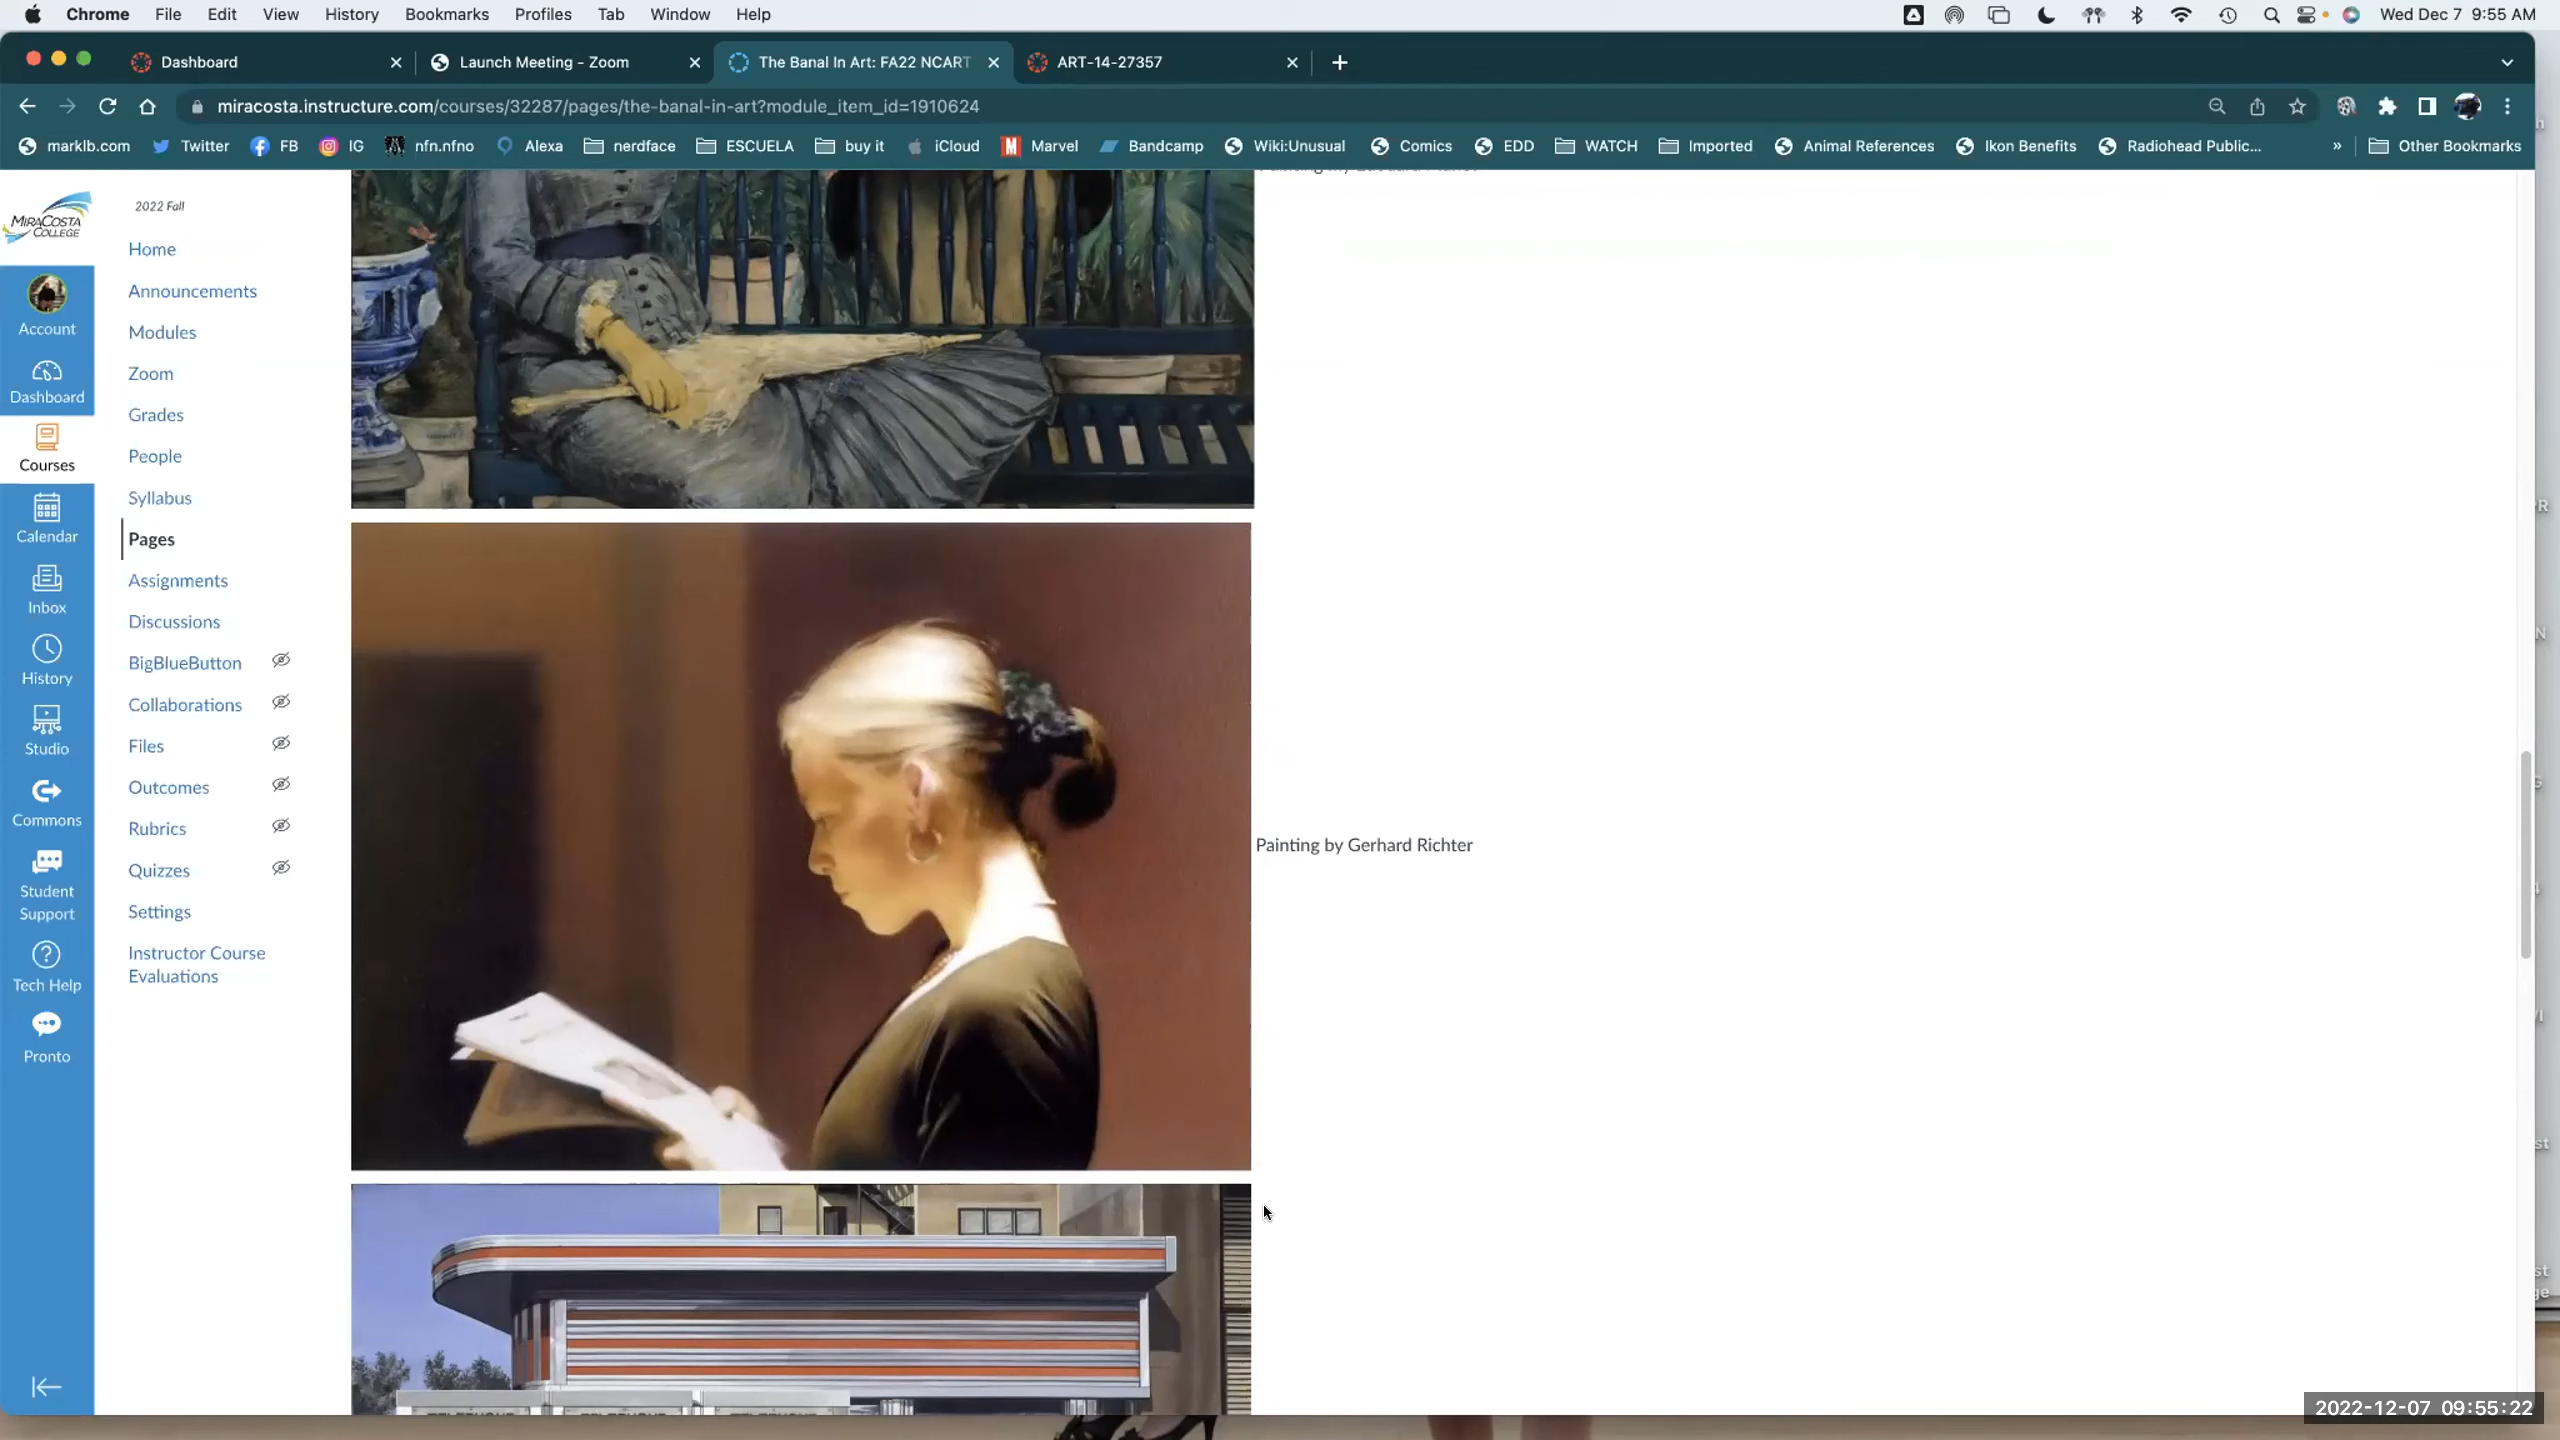 Chrome File Edit View History Bookmarks Profiles Tab Window Help Wed Dec 7 9:55 AM
Dashboard Launch Meeting - Zoom The Banal In Art: FA22 NCART ART-14-27357
miracosta.instructure.com/courses/32287/pages/the-banal-in-art?module_item_id=1910624
marklb.com Twitter FB IG nfn.nfno Alexa nerdface ESCUELA buy it iCloud Marvel Bandcamp Wiki:Unusual Comics EDD WATCH Imported Animal References Ikon Benefits Radiohead Public... » Other Bookmarks
MIRACOSTA
COLLEGE
Account
Dashboard
Courses
Calendar
Inbox
History
Studio
Commons
Student
Support
Tech Help
Pronto
2022 Fall
Home
Announcements
Modules
Zoom
Grades
People
Syllabus
Pages
Assignments
Discussions
BigBlueButton
Collaborations
Files
Outcomes
Rubrics
Quizzes
Settings
Instructor Course
Evaluations
Painting by Gerhard Richter
2022-12-07 09:55:22